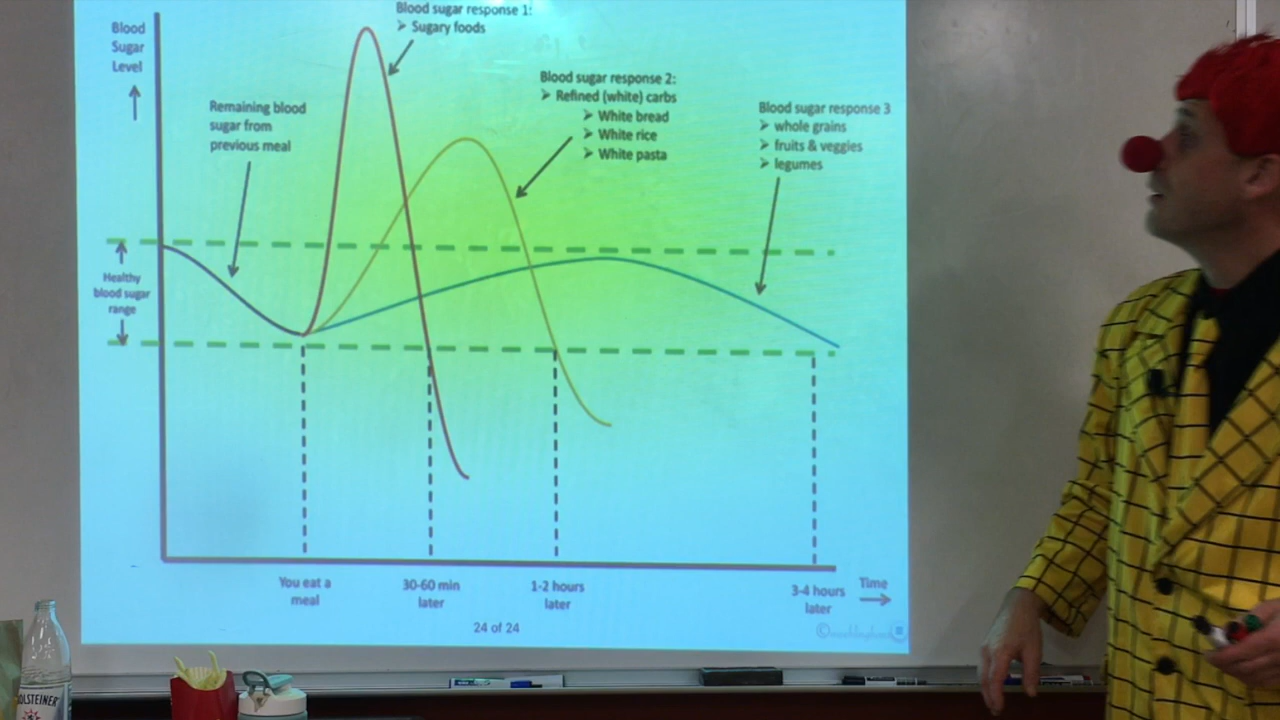 Blood sugar response 1:
➢ Sugary foods
Blood
Sugar
Level
Blood sugar response 2:
➢ Refined (white) carbs
➢ White bread
➢ White rice
➢ White pasta
Remaining blood
sugar from
previous meal
Blood sugar response 3
➢ whole grains
➢ fruits & veggies
➢ legumes
Healthy
blood sugar
range
You eat a
meal
30-60 min
later
1-2 hours
later
3-4 hours
later
Time
24 of 24
OLSTEINER